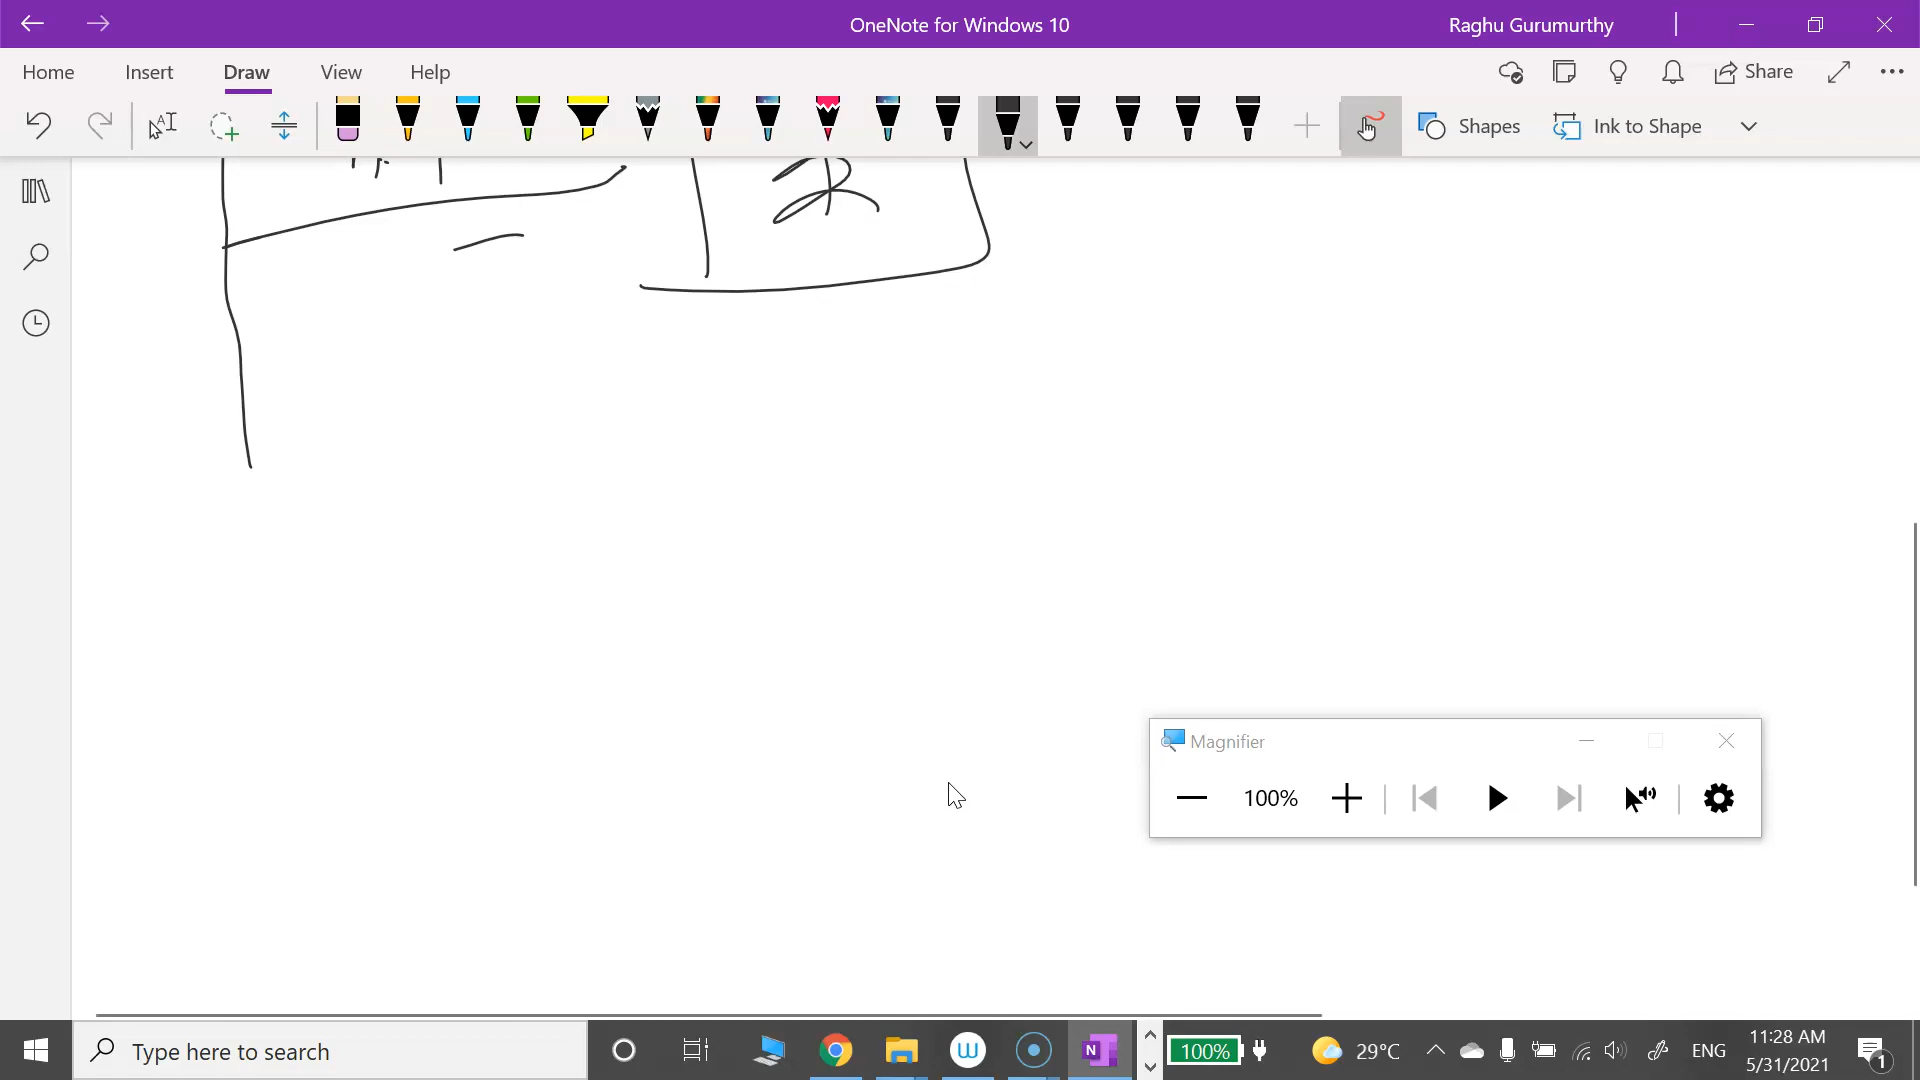 OneNote for Windows 10
Raghu Gurumurthy
Home Insert Draw View Help
Share
Shapes
Ink to Shape
Magnifier
100%
Type here to search
100%
29°C
ENG
11:28 AM
5/31/2021
1